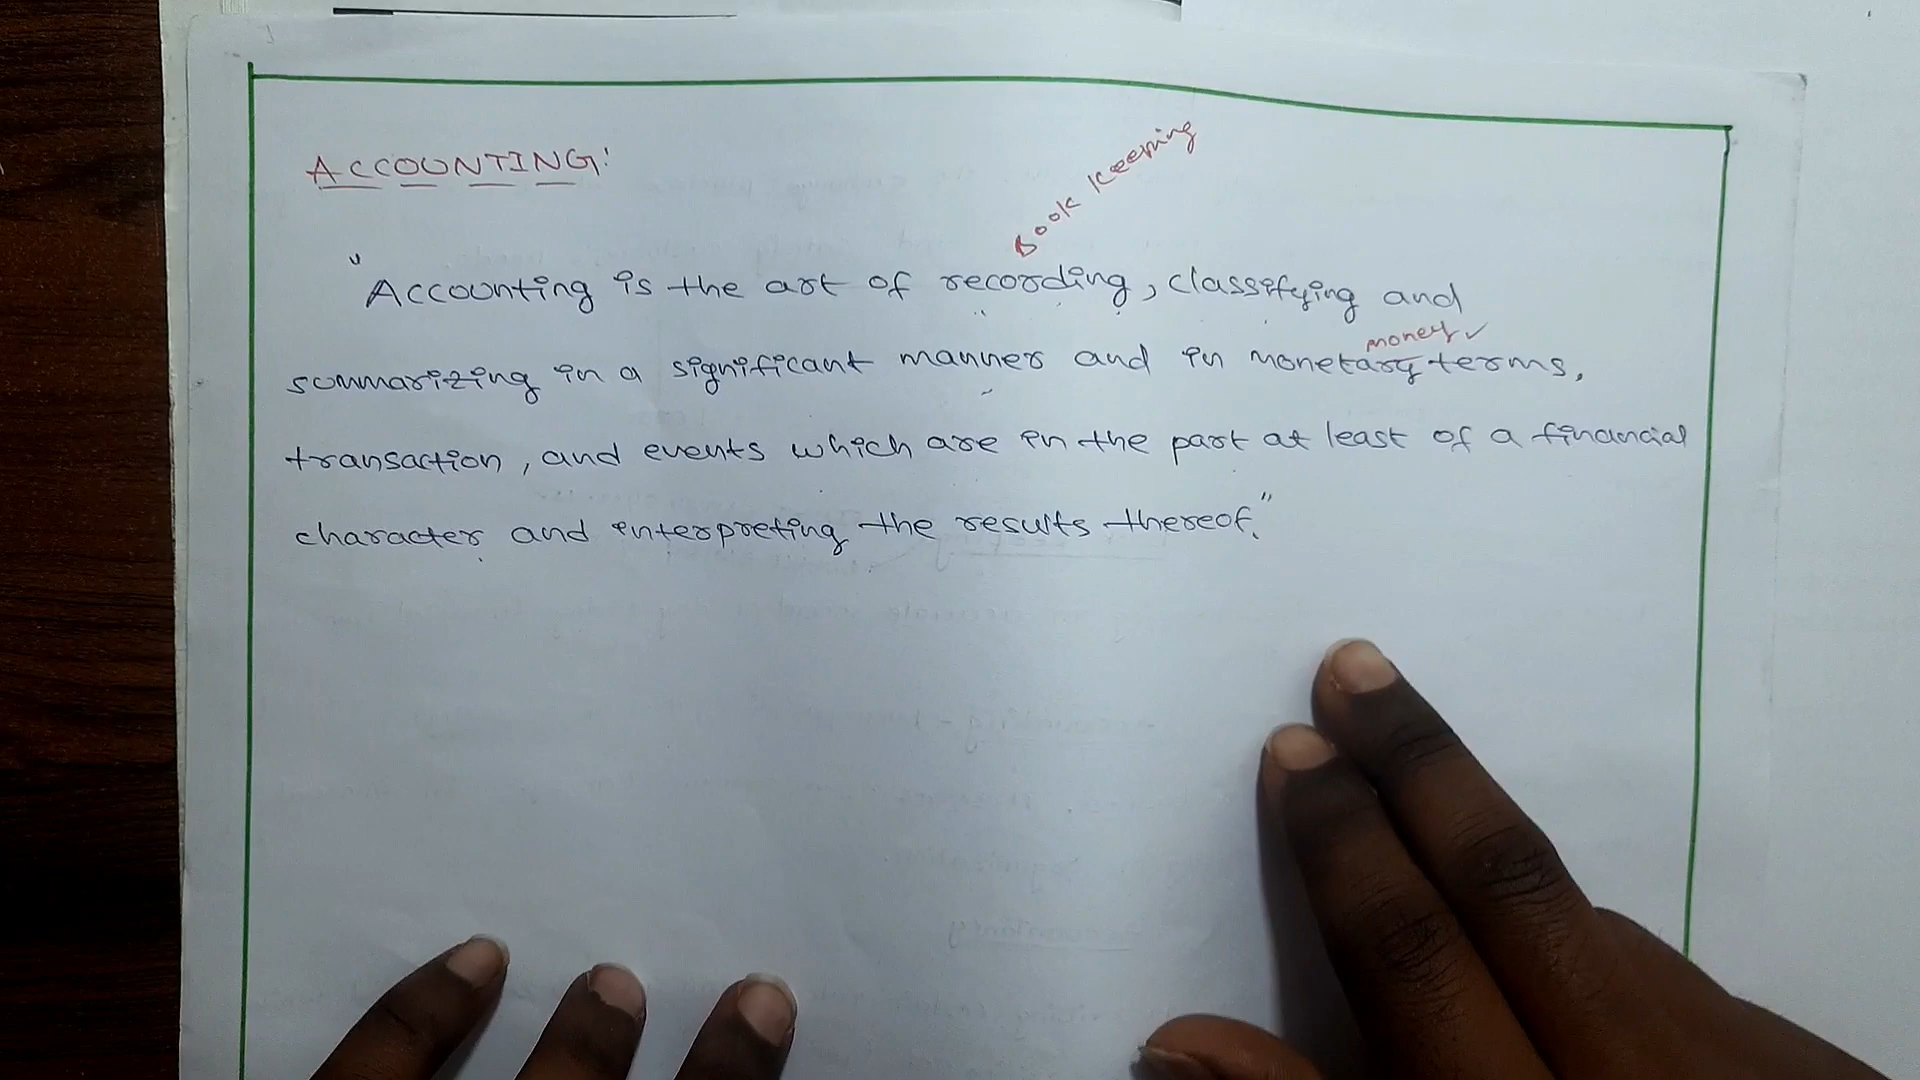 ACCOUNTING:
Book Keeping
"Accounting is the art of recording, classifying and
money ✓
summarizing in a significant manner and in monetary terms,
transaction, and events which are in the part at least of a financial
character and interpreting the results thereof."